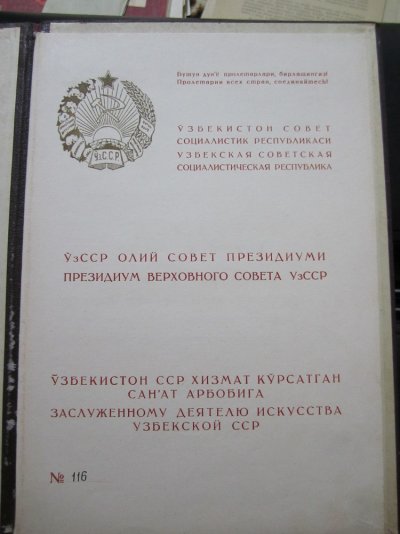 Бутун дунё пролетарлари, бирлашингиз!
Пролетарии всех стран, соединяйтесь!
ЎЗБЕКИСТОН СОВЕТ
СОЦИАЛИСТИК РЕСПУБЛИКАСИ
УЗБЕКСКАЯ СОВЕТСКАЯ
СОЦИАЛИСТИЧЕСКАЯ РЕСПУБЛИКА
УзССР
ЎзССР ОЛИЙ СОВЕТ ПРЕЗИДИУМИ
ПРЕЗИДИУМ ВЕРХОВНОГО СОВЕТА УзССР
ЎЗБЕКИСТОН ССР ХИЗМАТ КЎРСАТГАН
САНЪАТ АРБОБИГА
ЗАСЛУЖЕННОМУ ДЕЯТЕЛЮ ИСКУССТВА
УЗБЕКСКОЙ ССР
№ 116